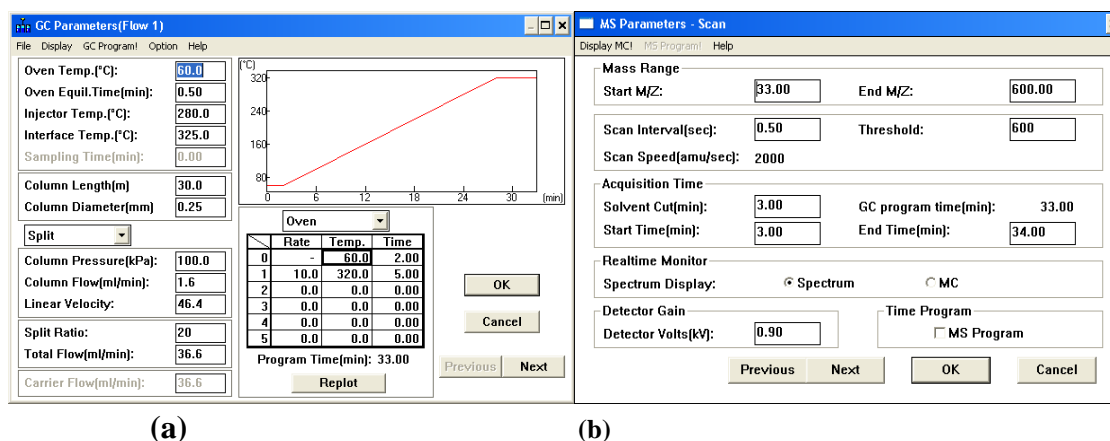 GC Parameters(Flow 1)
File Display GC Program! Option Help
Oven Temp.(°C): 60.0
Oven Equil.Time(min): 0.50
Injector Temp.(°C): 280.0
Interface Temp.(°C): 325.0
Sampling Time(min): 0.00
Column Length(m) 30.0
Column Diameter(mm) 0.25
Split
Column Pressure(kPa): 100.0
Column Flow(ml/min): 1.6
Linear Velocity: 46.4
Split Ratio: 20
Total Flow(ml/min): 36.6
Carrier Flow(ml/min): 36.6
(°C)
320
240
160
80
0 6 12 18 24 30 (min)
Oven
Rate Temp. Time
0 - 60.0 2.00
1 10.0 320.0 5.00
2 0.0 0.0 0.00
3 0.0 0.0 0.00
4 0.0 0.0 0.00
5 0.0 0.0 0.00
Program Time(min): 33.00
Replot
OK
Cancel
Previous Next
(a)
MS Parameters - Scan
Display MC! MS Program! Help
Mass Range
Start M/Z: 33.00 End M/Z: 600.00
Scan Interval(sec): 0.50 Threshold: 600
Scan Speed(amu/sec): 2000
Acquisition Time
Solvent Cut(min): 3.00 GC program time(min): 33.00
Start Time(min): 3.00 End Time(min): 34.00
Realtime Monitor
Spectrum Display: Spectrum MC
Detector Gain
Detector Volts(kV): 0.90
Time Program
MS Program
Previous Next OK Cancel
(b)